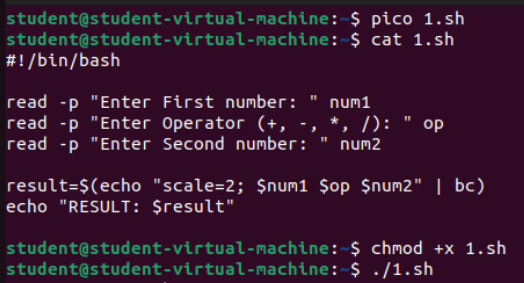 student@student-virtual-machine:~$ pico 1.sh
student@student-virtual-machine:~$ cat 1.sh
#!/bin/bash
read -p "Enter First number: " num1
read -p "Enter Operator (+, -, *, /): " op
read -p "Enter Second number: " num2
result=$(echo "scale=2; $num1 $op $num2" | bc)
echo "RESULT: $result"
student@student-virtual-machine:~$ chmod +x 1.sh
student@student-virtual-machine:~$ ./1.sh